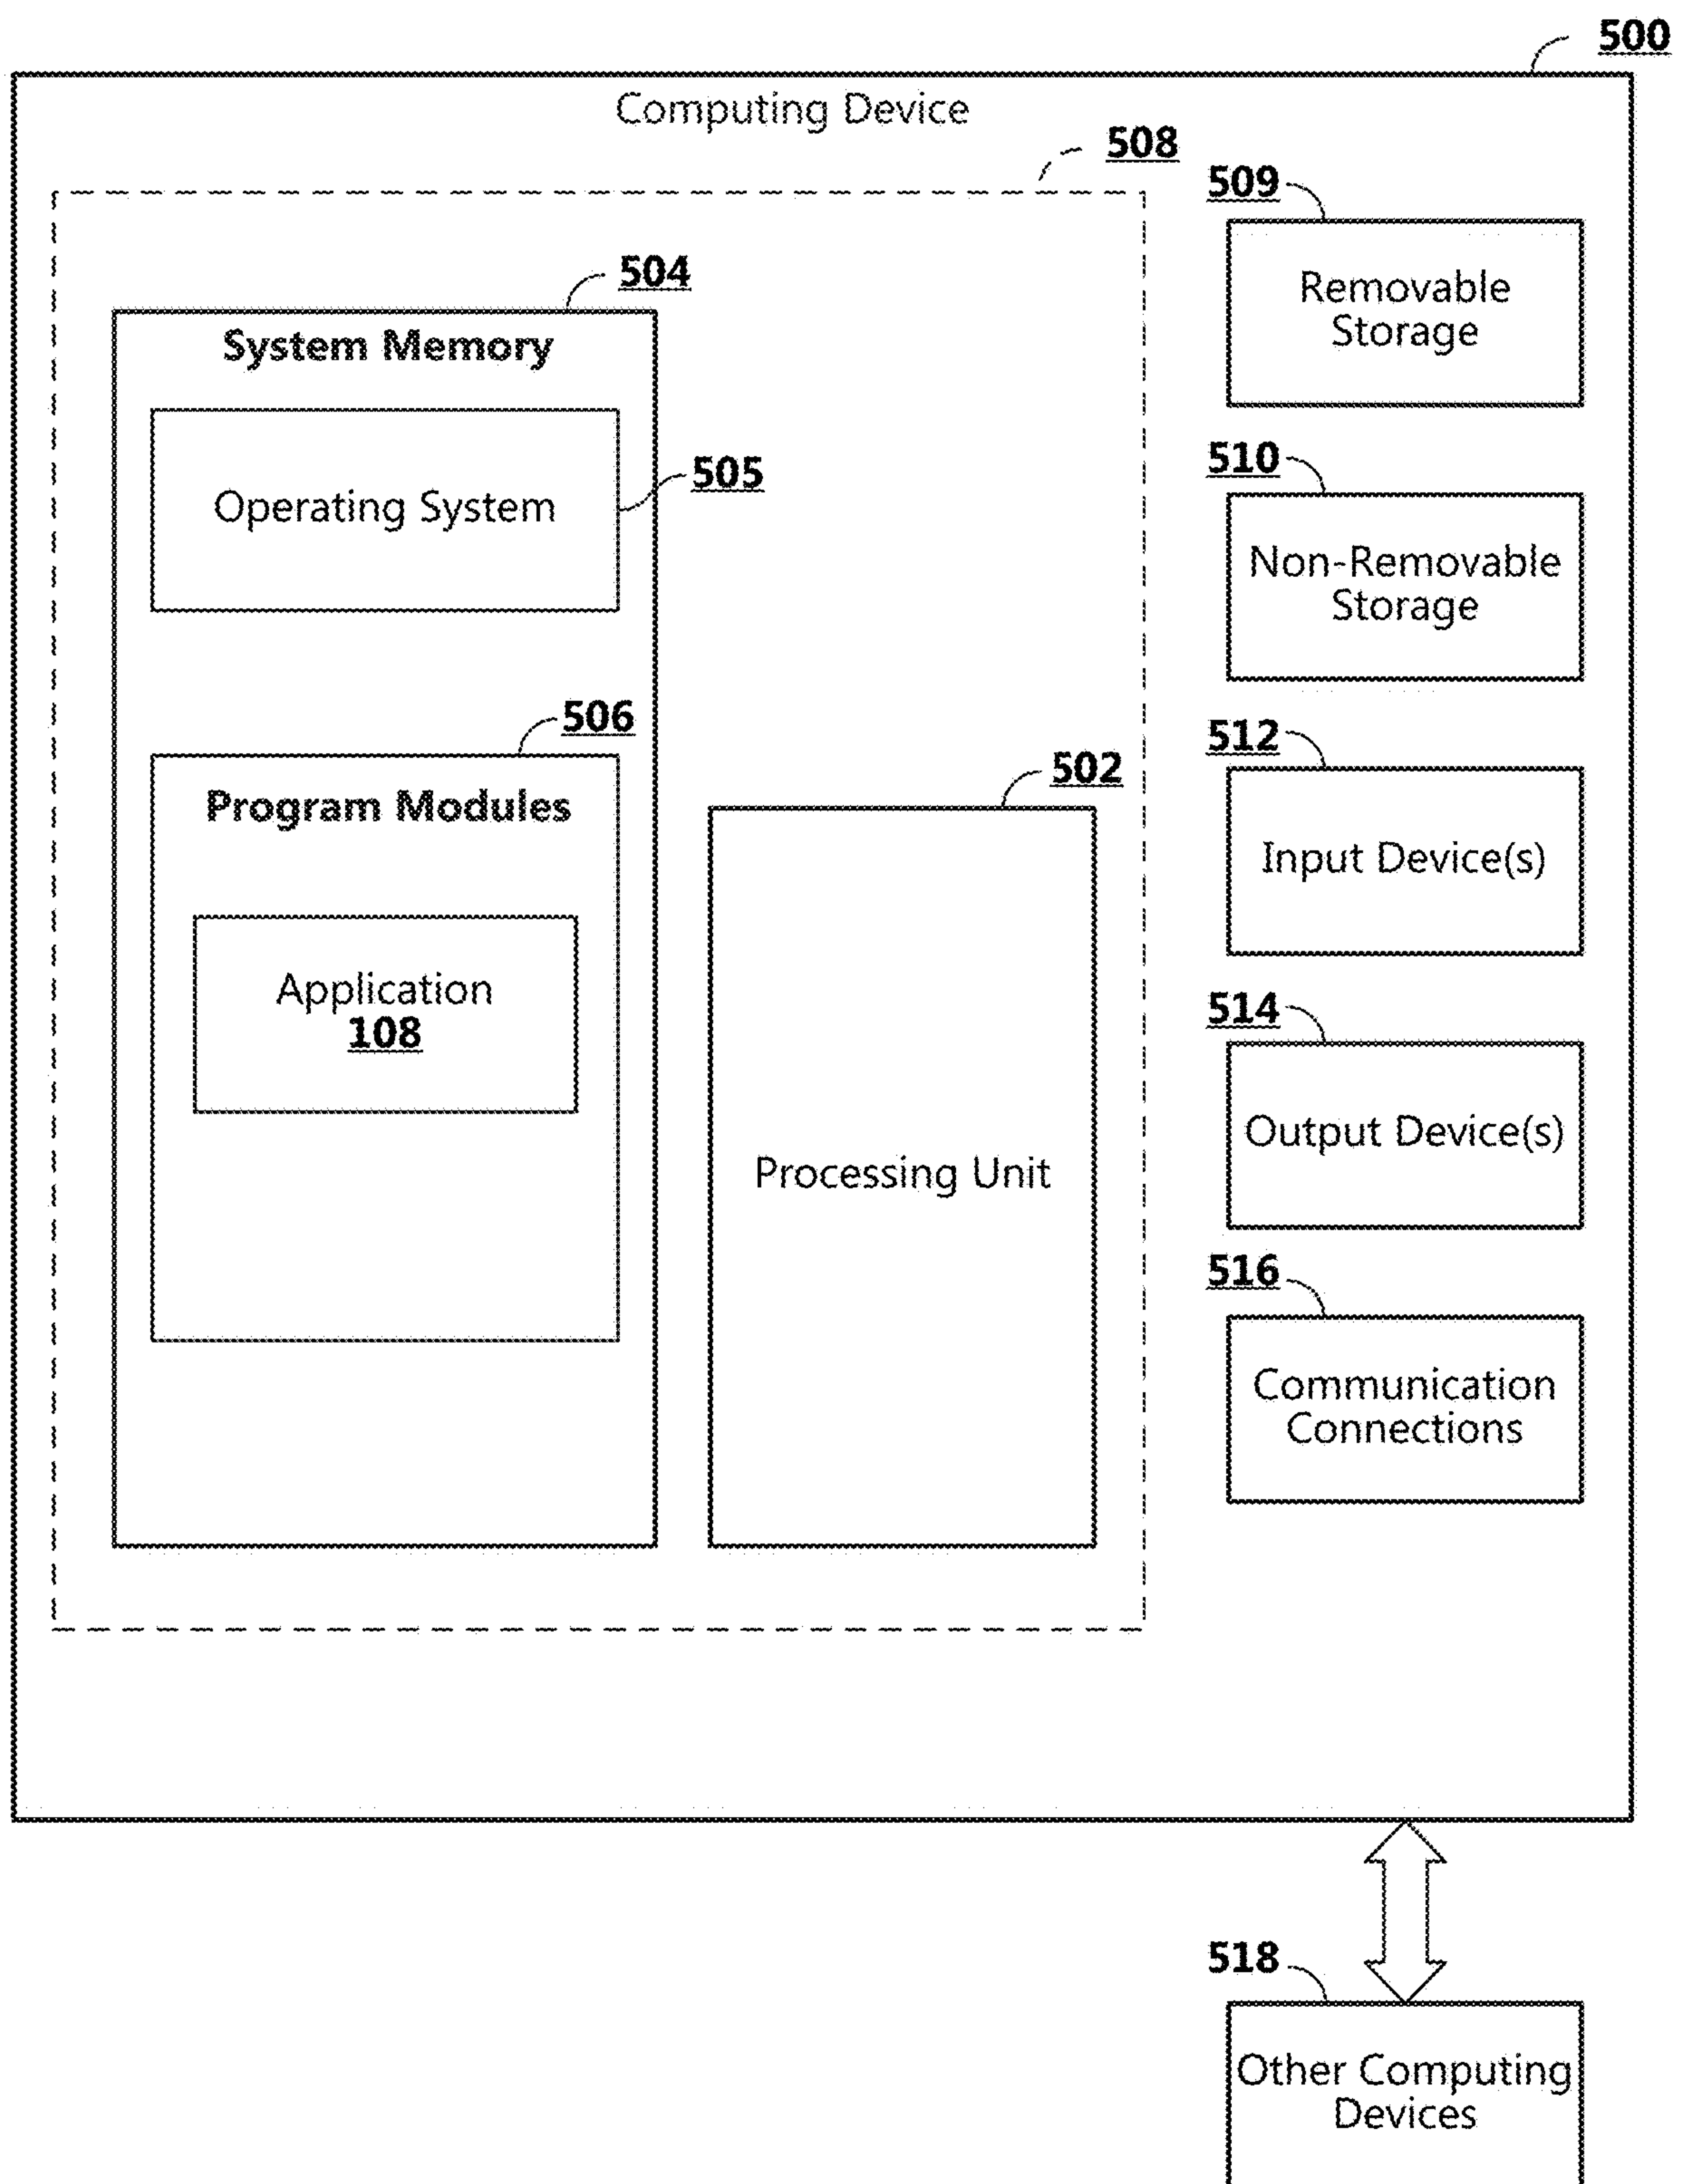 500
Computing Device
508
509
Removable
Storage
504
System Memory
Operating System
505
510
Non-Removable
Storage
506
Program Modules
Application
108
502
Processing Unit
512
Input Device(s)
514
Output Device(s)
516
Communication
Connections
518
Other Computing
Devices